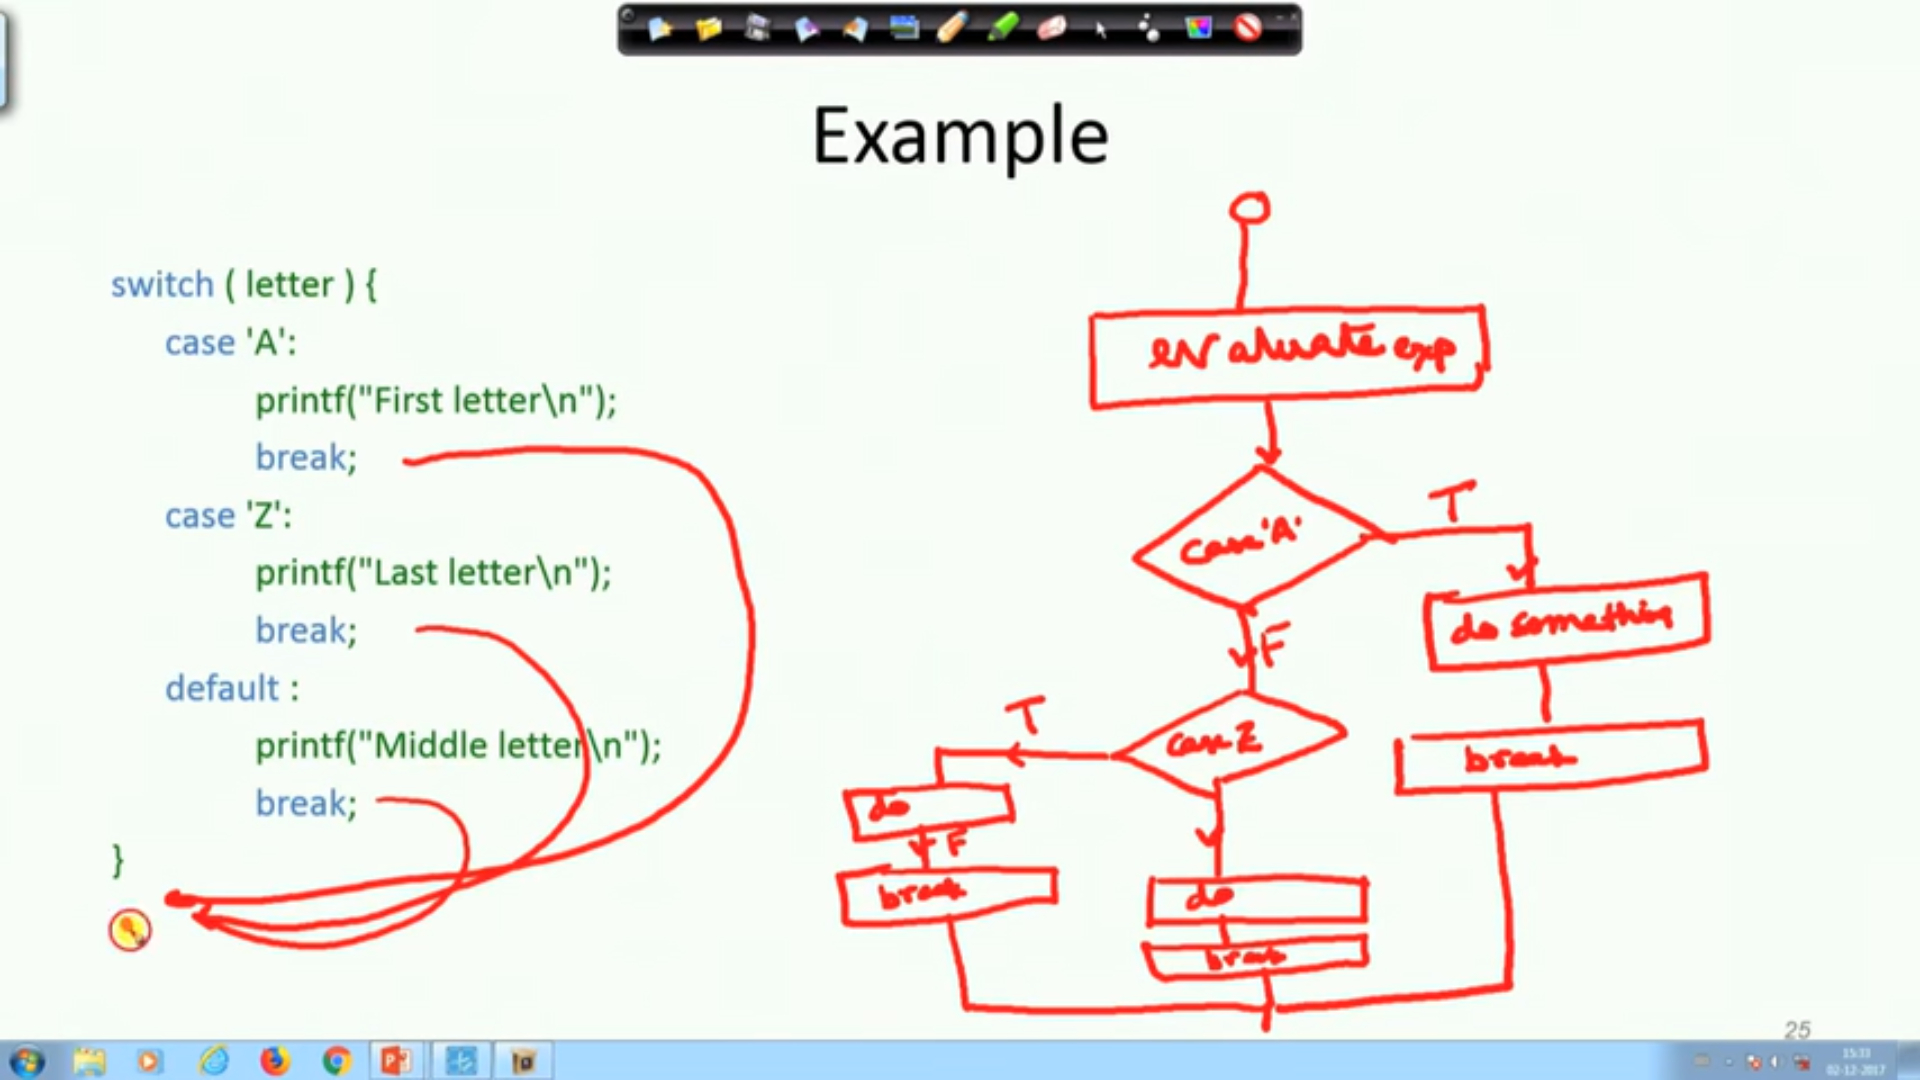 Example
switch ( letter ) {
case 'A':
printf("First letter\n");
break;
case 'Z':
printf("Last letter\n");
break;
default :
printf("Middle letter\n");
break;
}
evaluate exp
case 'A'
T
do something
break
F
case Z
T
do
F
break
do
break
25
15:33
02-12-2017